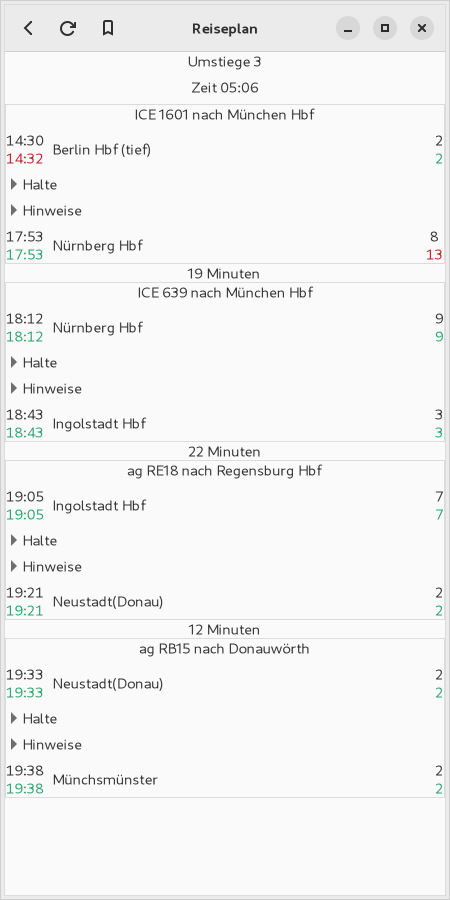 Reiseplan
Umstiege 3
Zeit 05:06
ICE 1601 nach München Hbf
14:30 Berlin Hbf (tief) 2
14:32 2
Halte
Hinweise
17:53 Nürnberg Hbf 8
17:53 13
19 Minuten
ICE 639 nach München Hbf
18:12 Nürnberg Hbf 9
18:12 9
Halte
Hinweise
18:43 Ingolstadt Hbf 3
18:43 3
22 Minuten
ag RE18 nach Regensburg Hbf
19:05 Ingolstadt Hbf 7
19:05 7
Halte
Hinweise
19:21 Neustadt(Donau) 2
19:21 2
12 Minuten
ag RB15 nach Donauwörth
19:33 Neustadt(Donau) 2
19:33 2
Halte
Hinweise
19:38 Münchsmünster 2
19:38 2